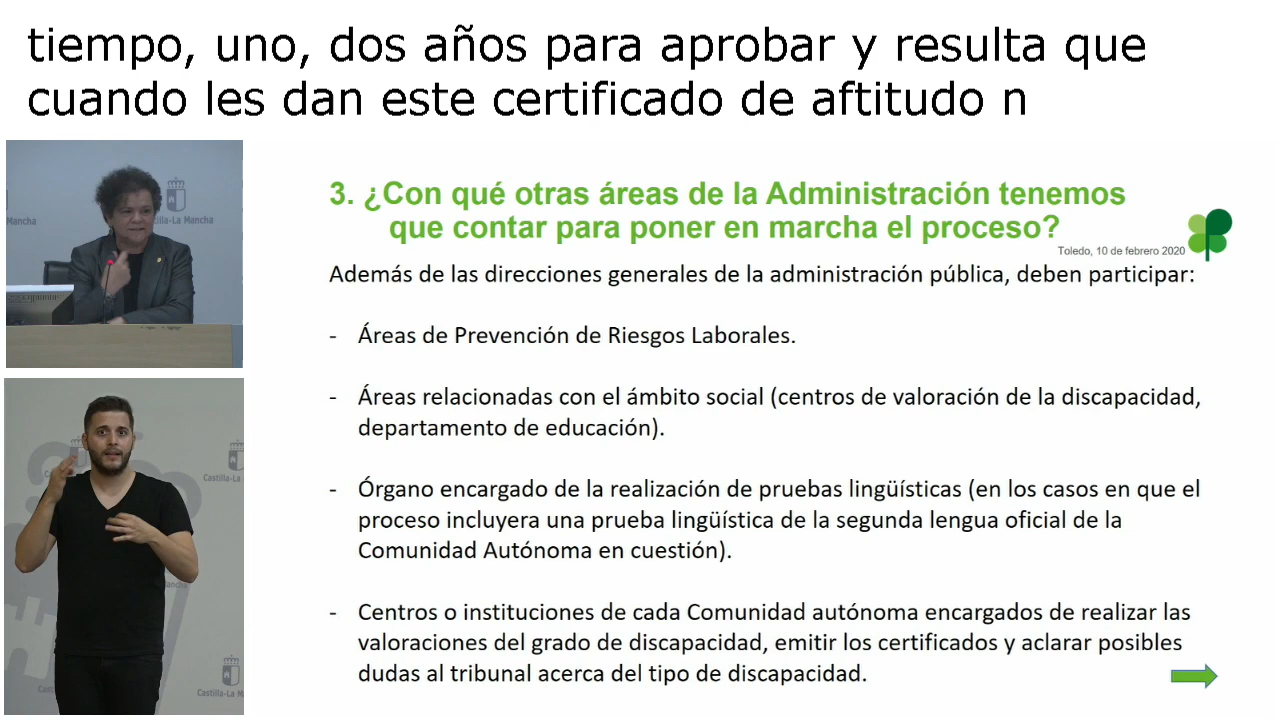 tiempo, uno, dos años para aprobar y resulta que
cuando les dan este certificado de aftitudo n
3. ¿Con qué otras áreas de la Administración tenemos
que contar para poner en marcha el proceso?
Toledo, 10 de febrero 2020
Además de las direcciones generales de la administración pública, deben participar:
- Áreas de Prevención de Riesgos Laborales.
- Áreas relacionadas con el ámbito social (centros de valoración de la discapacidad,
departamento de educación).
- Órgano encargado de la realización de pruebas lingüísticas (en los casos en que el
proceso incluyera una prueba lingüística de la segunda lengua oficial de la
Comunidad Autónoma en cuestión).
- Centros o instituciones de cada Comunidad autónoma encargados de realizar las
valoraciones del grado de discapacidad, emitir los certificados y aclarar posibles
dudas al tribunal acerca del tipo de discapacidad.
Mancha
tilla-La Mancha
Castilla-La
Mancha
Castilla-La M